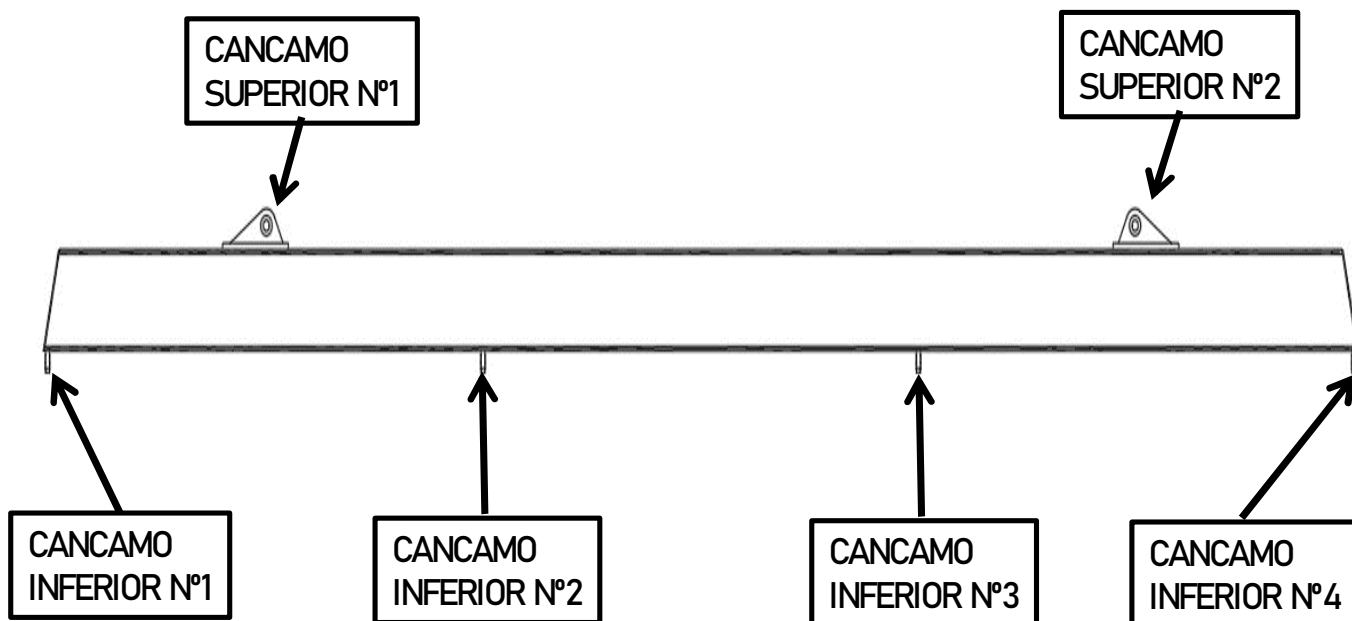 CANCAMO
SUPERIOR Nº1
CANCAMO
SUPERIOR Nº2
CANCAMO
INFERIOR Nº1
CANCAMO
INFERIOR Nº2
CANCAMO
INFERIOR Nº3
CANCAMO
INFERIOR Nº4